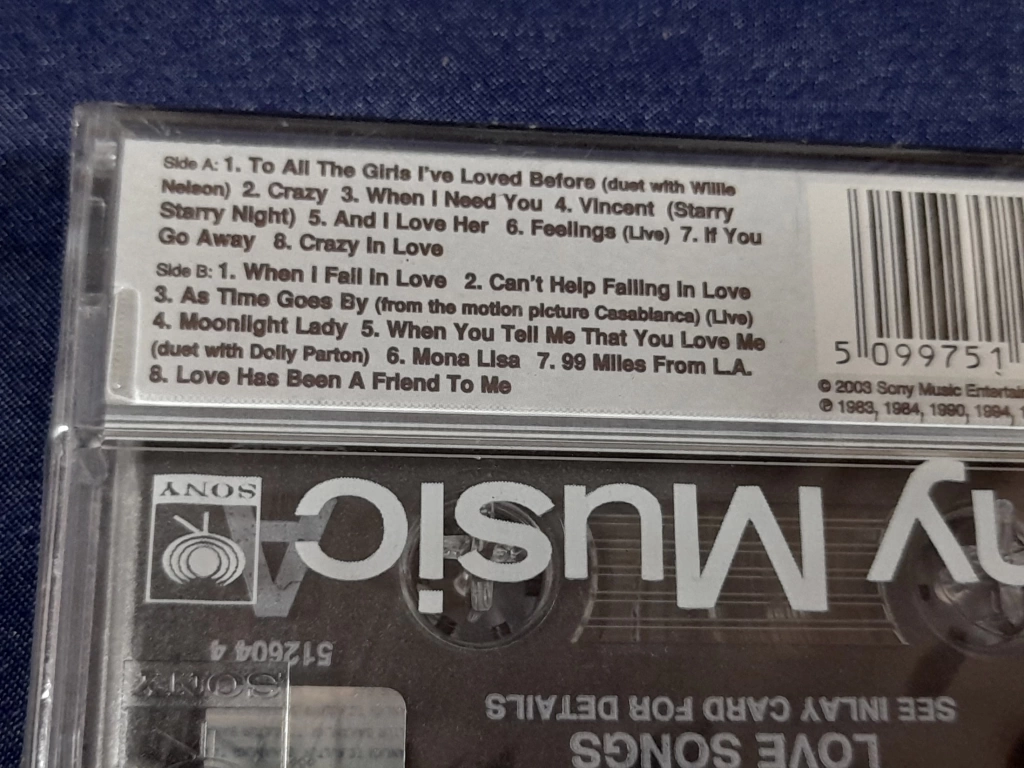 Side A: 1. To All The Girls I've Loved Before (duet with Willie
Nelson) 2. Crazy 3. When I Need You 4. Vincent (Starry
Starry Night) 5. And I Love Her 6. Feelings (Live) 7. If You
Go Away 8. Crazy In Love
Side B: 1. When I Fall In Love 2. Can't Help Falling In Love
3. As Time Goes By (from the motion picture Casablanca) (Live)
4. Moonlight Lady 5. When You Tell Me That You Love Me
(duet with Dolly Parton) 6. Mona Lisa 7. 99 Miles From L.A.
8. Love Has Been A Friend To Me
5 099751
© 2003 Sony Music
℗ 1983, 1984, 1990, 1994,
SONY
A
Music
512604 4
SONY
SEE INLAY CARD FOR DETAILS
LOVE SONGS